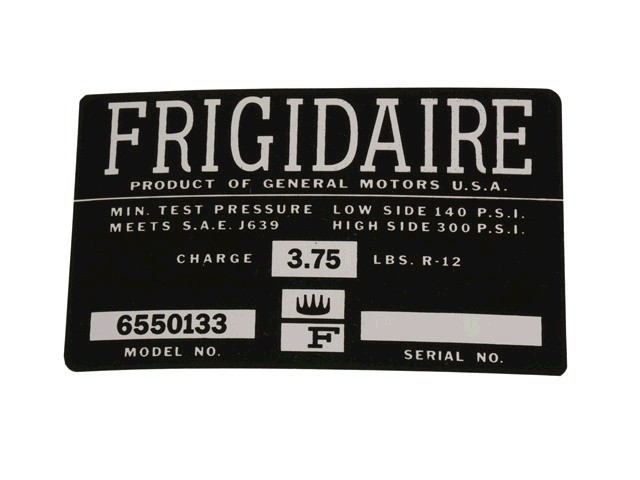 FRIGIDAIRE
PRODUCT OF GENERAL MOTORS U.S.A.
MIN. TEST PRESSURE LOW SIDE 140 P.S.I.
MEETS S.A.E. J639 HIGH SIDE 300 P.S.I.
CHARGE 3.75 LBS. R-12
6550133 F
MODEL NO. SERIAL NO.